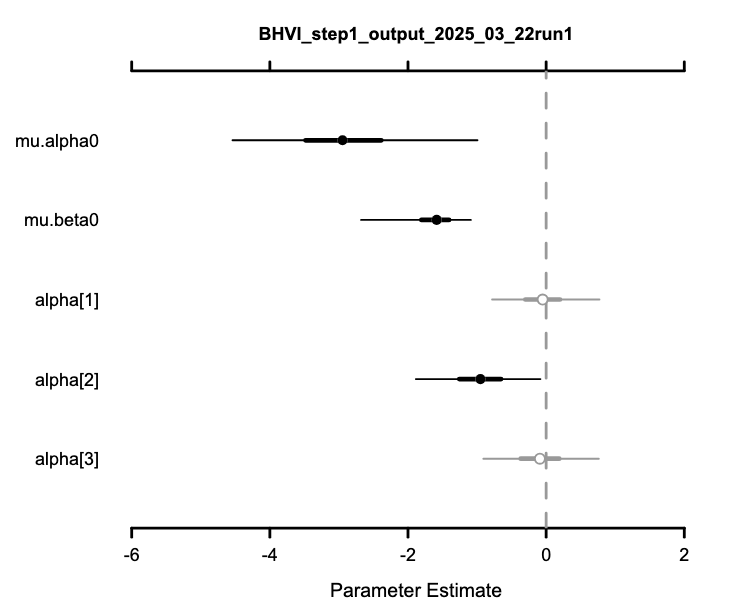 BHVI_step1_output_2025_03_22run1
mu.alpha0
mu.beta0
alpha[1]
alpha[2]
alpha[3]
-6 -4 -2 0 2
Parameter Estimate